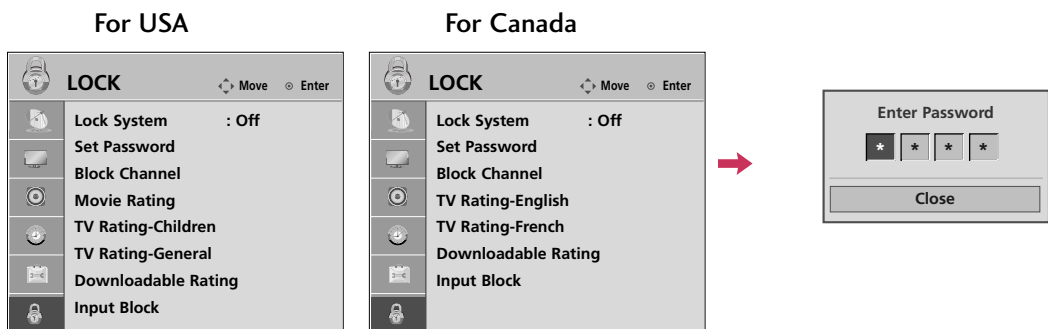 For USA
LOCK Move Enter
Lock System : Off
Set Password
Block Channel
Movie Rating
TV Rating-Children
TV Rating-General
Downloadable Rating
Input Block
For Canada
LOCK Move Enter
Lock System : Off
Set Password
Block Channel
TV Rating-English
TV Rating-French
Downloadable Rating
Input Block
Enter Password
* * * *
Close